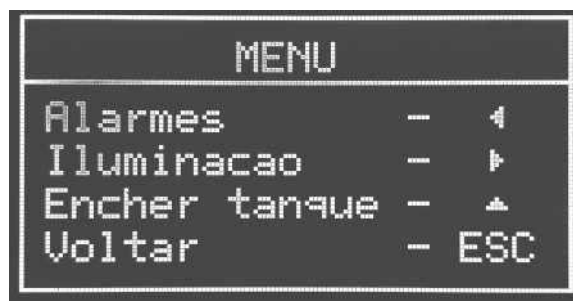 MENU
Alarmes - ◀
Iluminacao - ▶
Encher tanque - ▲
Voltar - ESC